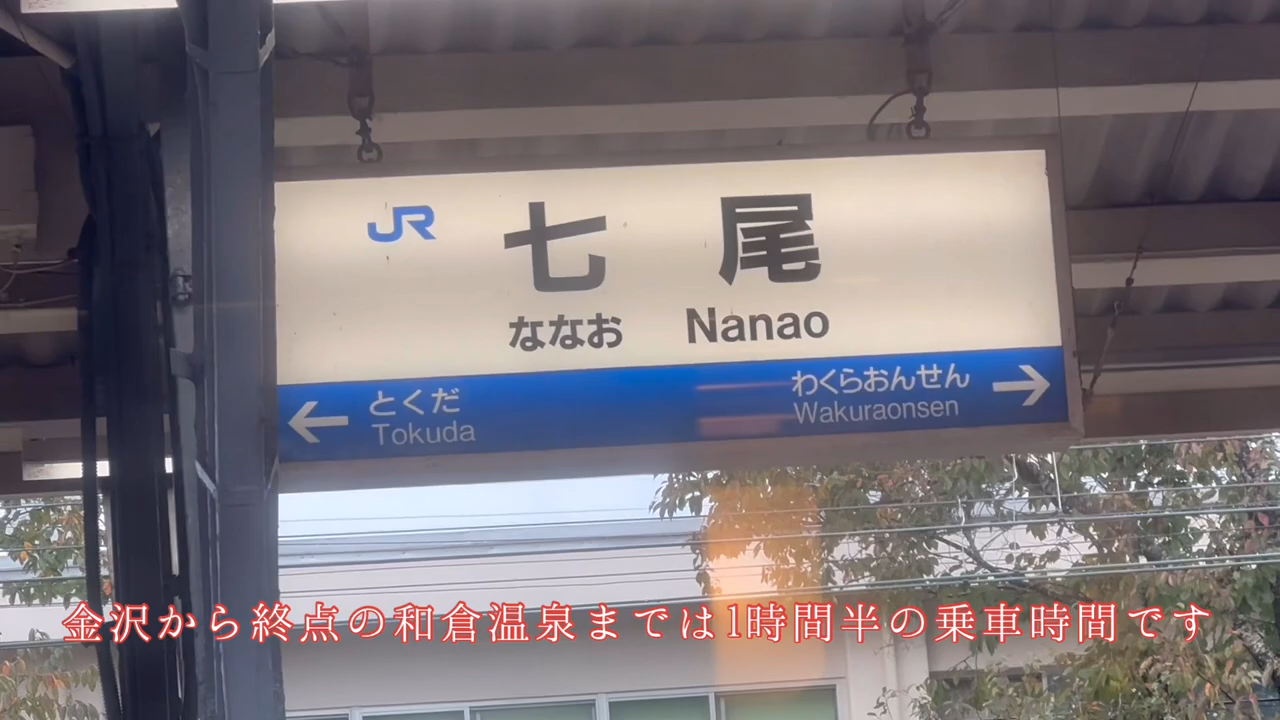 JR 七尾
ななお Nanao
とくだ わくらおんせん
Tokuda Wakuraonsen
金沢から終点の和倉温泉までは1時間半の乗車時間です